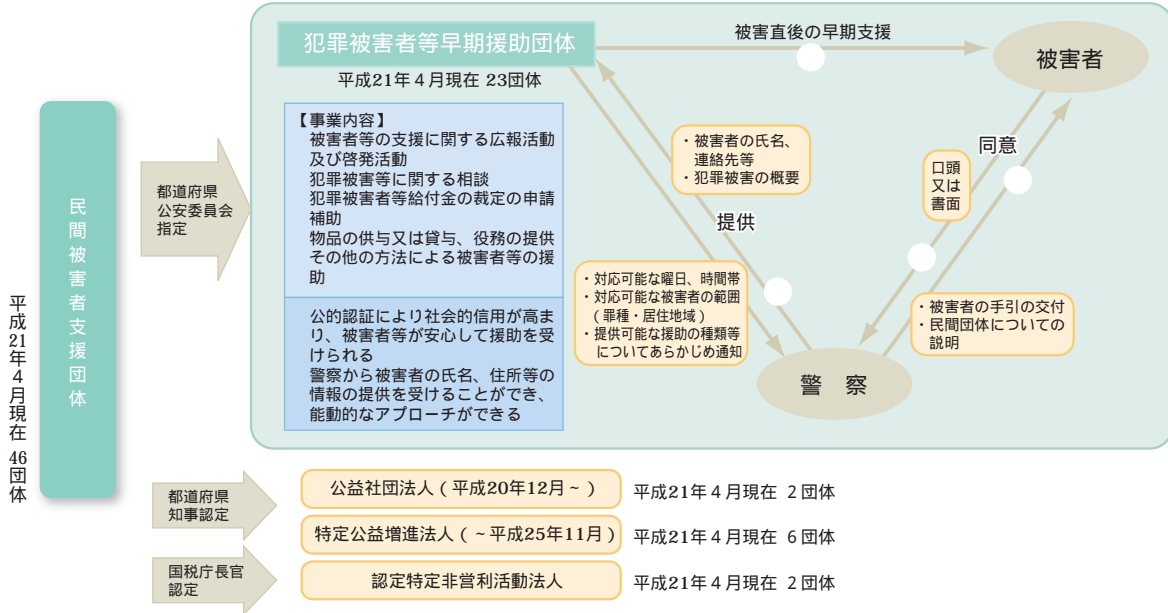 平成21年4月現在 46団体
民間被害者支援団体
都道府県
公安委員会
指定
犯罪被害者等早期援助団体
平成21年4月現在 23団体
【事業内容】
被害者等の支援に関する広報活動
及び啓発活動
犯罪被害等に関する相談
犯罪被害者等給付金の裁定の申請
補助
物品の供与又は貸与、役務の提供
その他の方法による被害者等の援
助
公的認証により社会的信用が高ま
り、被害者等が安心して援助を受
けられる
警察から被害者の氏名、住所等の
情報の提供を受けることができ、
能動的なアプローチができる
被害直後の早期支援
被害者
・被害者の氏名、
連絡先等
・犯罪被害の概要
提供
同意
口頭
又は
書面
・対応可能な曜日、時間帯
・対応可能な被害者の範囲
(罪種・居住地域)
・提供可能な援助の種類等
についてあらかじめ通知
・被害者の手引の交付
・民間団体についての
説明
警 察
都道府県
知事認定
公益社団法人(平成20年12月~)
平成21年4月現在 2団体
特定公益増進法人(~平成25年11月)
平成21年4月現在 6団体
国税庁長官
認定
認定特定非営利活動法人
平成21年4月現在 2団体